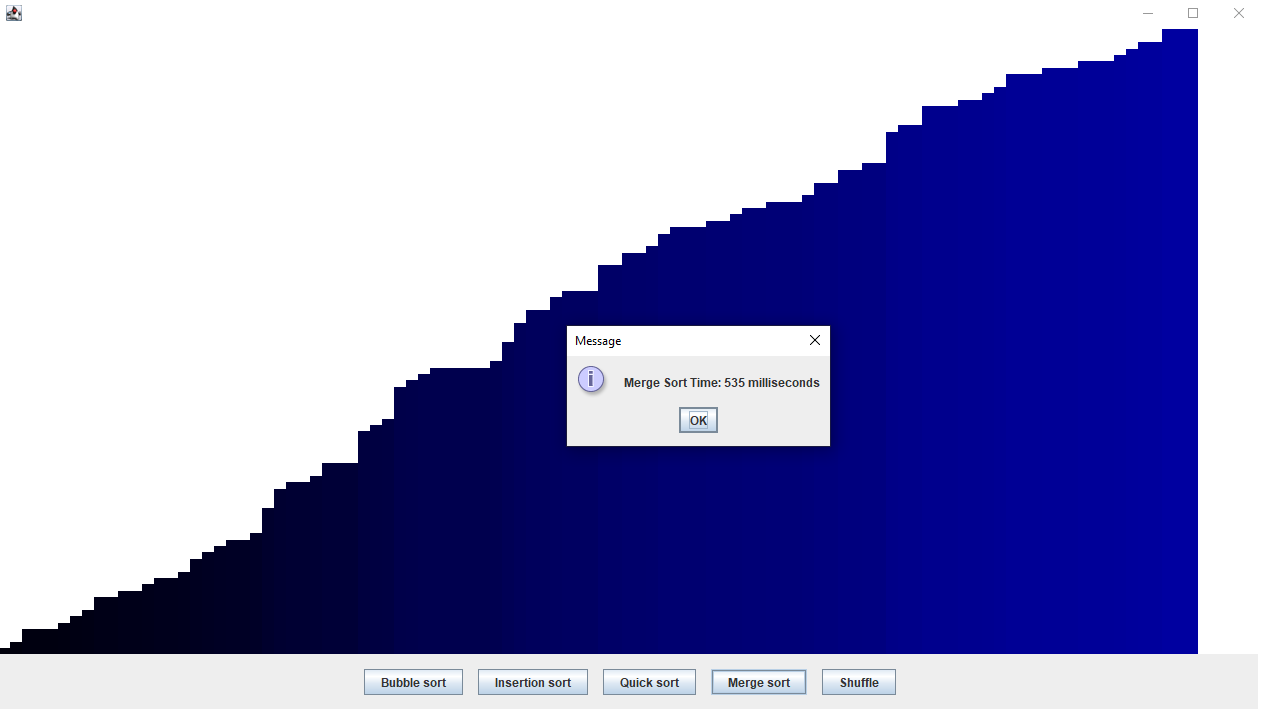 Message
Merge Sort Time: 535 milliseconds
OK
Bubble sort
Insertion sort
Quick sort
Merge sort
Shuffle